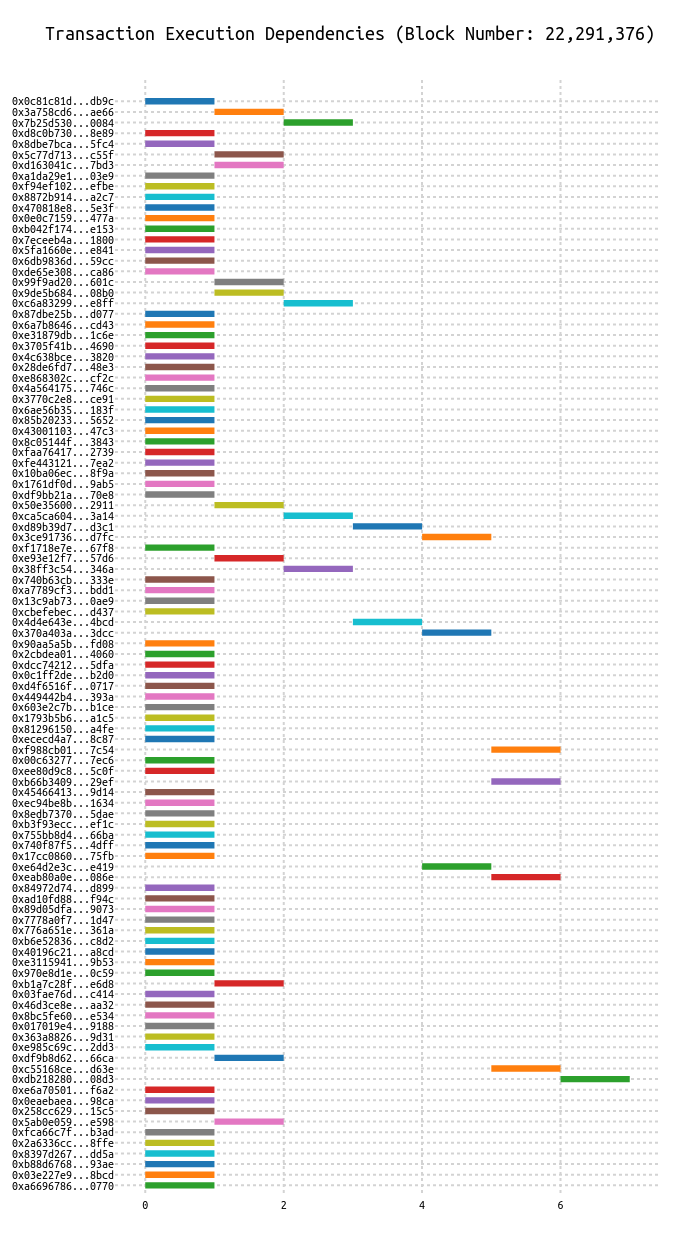 Transaction Execution Dependencies (Block Number: 22,291,376)
0x0c81c81d...db9c
0x3a758cd6...ae66
0x7b25d530...0084
0xd8c0b730...8e89
0x8dbe7bca...5fc4
0x5c77d713...c55f
0xd163041c...7bd3
0xa1da29e1...03e9
0xf94ef102...efbe
0x8872b914...a2c7
0x470818e8...5e3f
0x0e0c7159...477a
0xb042f174...e153
0x7eceeb4a...1800
0x5fa1660e...e841
0x6db9836d...59cc
0xde65e308...ca86
0x99f9ad20...601c
0x9de5b684...08b0
0xc6a83299...e8ff
0x87dbe25b...d077
0x6a7b8646...cd43
0xe31879db...1c6e
0x3705f41b...4690
0x4c638bce...3820
0x28de6fd7...48e3
0xe868302c...cf2c
0x4a564175...746c
0x3770c2e8...ce91
0x6ae56b35...183f
0x85b20233...5652
0x43001103...47c3
0x8c05144f...3843
0xfaa76417...2739
0xfe443121...7ea2
0x10ba06ec...8f9a
0x1761df0d...9ab5
0xdf9bb21a...70e8
0x50e35600...2911
0xca5ca604...3a14
0xd89b39d7...d3c1
0x3ce91736...d7fc
0xf1718e7e...67f8
0xe93e12f7...57d6
0x38ff3c54...346a
0x740b63cb...333e
0xa7789cf3...bdd1
0x13c9ab73...0ae9
0xcbefebec...d437
0x4d4e643e...4bcd
0x370a403a...3dcc
0x90aa5a5b...fd08
0x2cbdea01...4060
0xdcc74212...5dfa
0x0c1ff2de...b2d0
0xd4f6516f...0717
0x449442b4...393a
0x603e2c7b...b1ce
0x1793b5b6...a1c5
0x81296150...a4fe
0xececd4a7...8c87
0xf988cb01...7c54
0x00c63277...7ec6
0xee80d9c8...5c0f
0xb66b3409...29ef
0x45466413...9d14
0xec94be8b...1634
0x8edb7370...5dae
0xb3f93ecc...ef1c
0x755bb8d4...66ba
0x740f87f5...4dff
0x17cc0860...75fb
0xe64d2e3c...e419
0xeab80a0e...086e
0x84972d74...d899
0xad10fd88...f94c
0x89d05dfa...9073
0x7778a0f7...1d47
0x776a651e...361a
0xb6e52836...c8d2
0x40196c21...a8cd
0xe3115941...9b53
0x970e8d1e...0c59
0xb1a7c28f...e6d8
0x03fae76d...c414
0x46d3ce8e...aa32
0x8bc5fe60...e534
0x017019e4...9188
0x363a8826...9d31
0xe985c69c...2dd3
0xdf9b8d62...66ca
0xc55168ce...d63e
0xdb218280...08d3
0xe6a70501...f6a2
0x0eaebaea...98ca
0x258cc629...15c5
0x5ab0e059...e598
0xfca66c7f...b3ad
0x2a6336cc...8ffe
0x8397d267...dd5a
0xb88d6768...93ae
0x03e227e9...8bcd
0xa6696786...0770
0 2 4 6